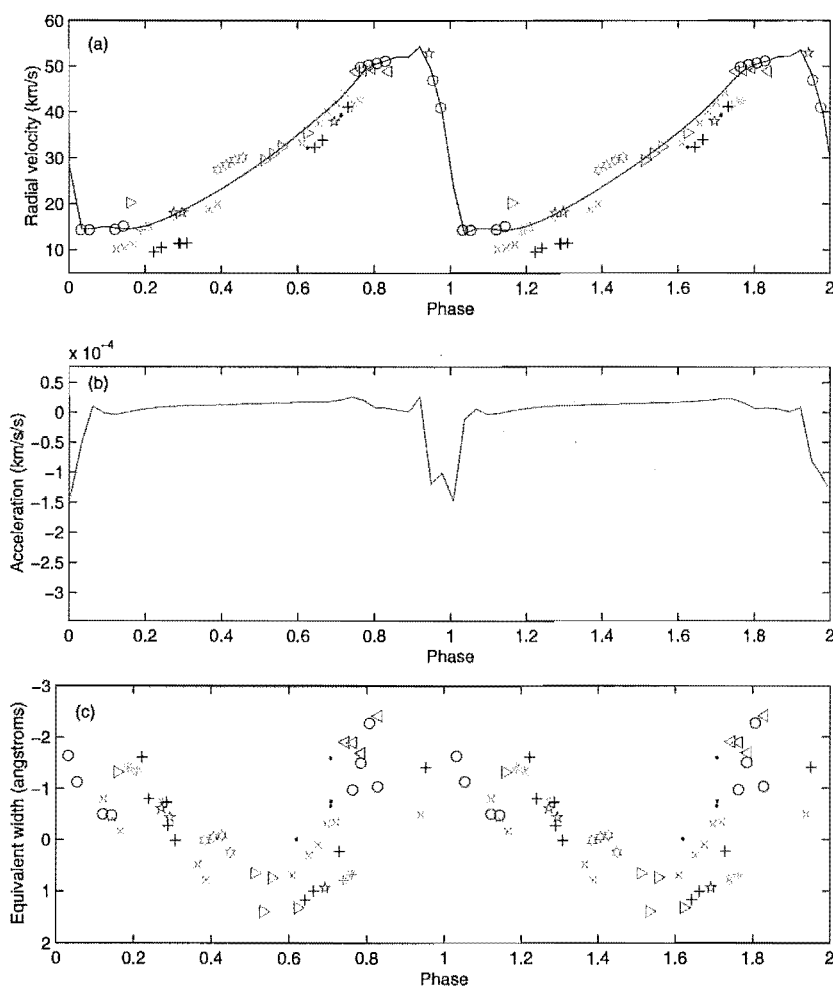 (a)
Radial velocity (km/s)
60
50
40
30
20
10
0 0.2 0.4 0.6 0.8 1 1.2 1.4 1.6 1.8 2
Phase
x 10⁻⁴
(b)
Acceleration (km/s/s)
0.5
0
−0.5
−1
−1.5
−2
−2.5
−3
0 0.2 0.4 0.6 0.8 1 1.2 1.4 1.6 1.8 2
Phase
(c)
Equivalent width (angstroms)
−3
−2
−1
0
1
2
0 0.2 0.4 0.6 0.8 1 1.2 1.4 1.6 1.8 2
Phase